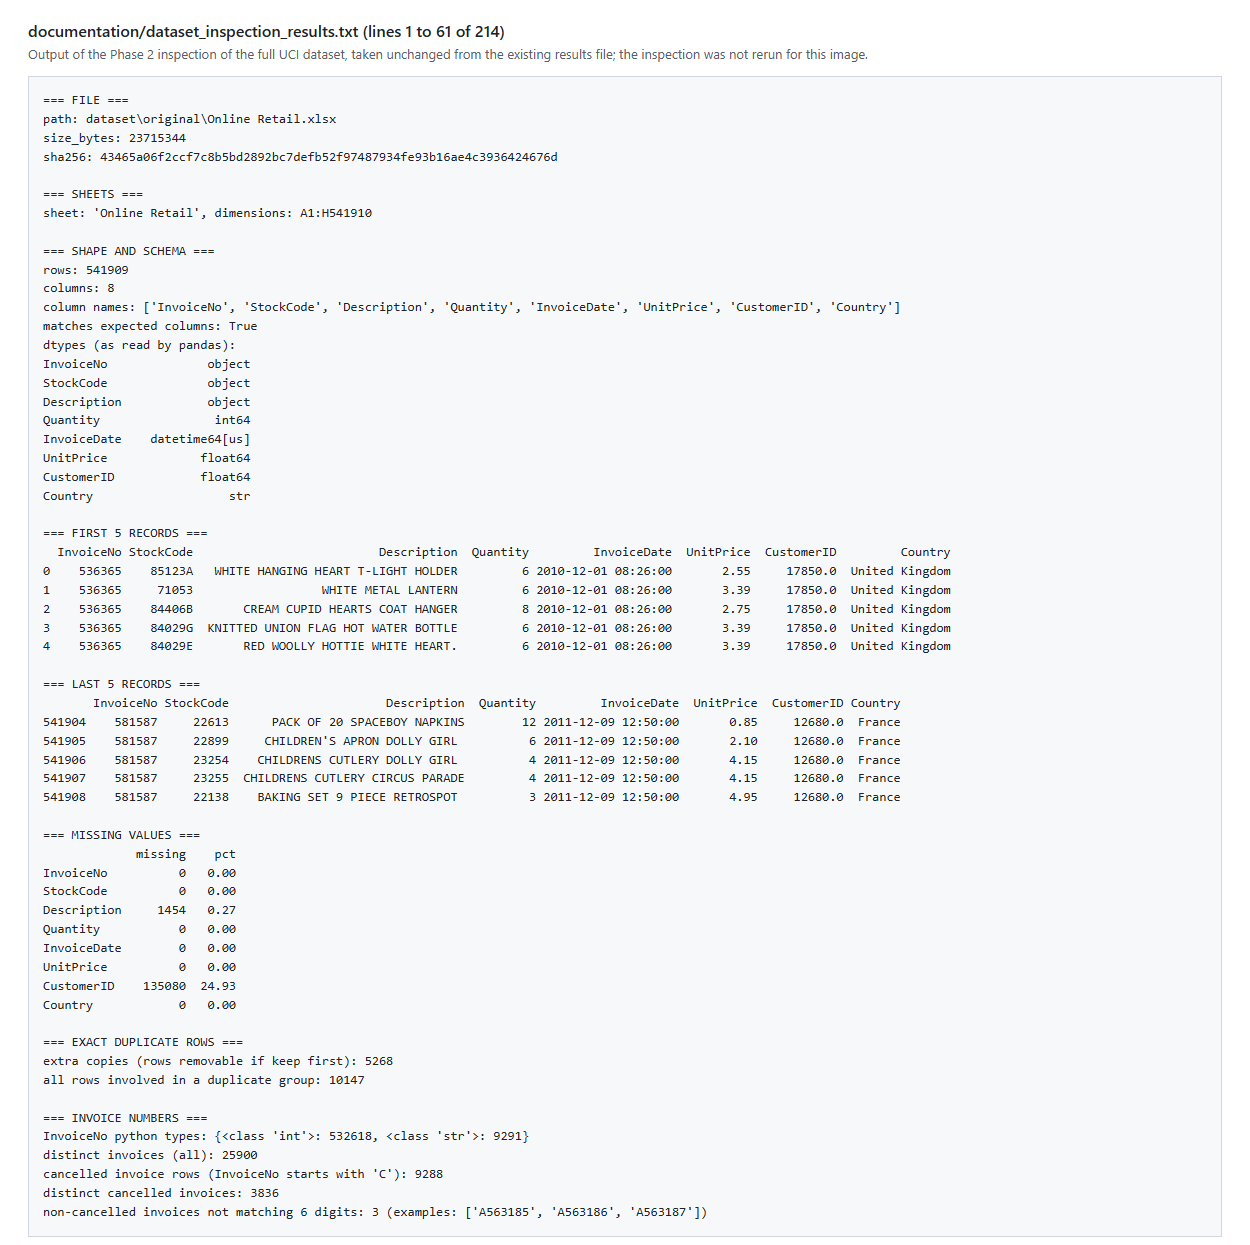 documentation/dataset_inspection_results.txt (lines 1 to 61 of 214)
Output of the Phase 2 inspection of the full UCI dataset, taken unchanged from the existing results file; the inspection was not rerun for this image.
=== FILE ===
path: dataset\original\Online Retail.xlsx
size_bytes: 23715344
sha256: 43465a06f2ccf7c8b5bd2892bc7defb52f97487934fe93b16ae4c3936424676d
=== SHEETS ===
sheet: 'Online Retail', dimensions: A1:H541910
=== SHAPE AND SCHEMA ===
rows: 541909
columns: 8
column names: ['InvoiceNo', 'StockCode', 'Description', 'Quantity', 'InvoiceDate', 'UnitPrice', 'CustomerID', 'Country']
matches expected columns: True
dtypes (as read by pandas):
InvoiceNo              object
StockCode              object
Description            object
Quantity                int64
InvoiceDate    datetime64[us]
UnitPrice             float64
CustomerID            float64
Country                   str
=== FIRST 5 RECORDS ===
  InvoiceNo StockCode                          Description  Quantity         InvoiceDate  UnitPrice  CustomerID         Country
0    536365    85123A   WHITE HANGING HEART T-LIGHT HOLDER         6 2010-12-01 08:26:00       2.55     17850.0  United Kingdom
1    536365     71053                  WHITE METAL LANTERN         6 2010-12-01 08:26:00       3.39     17850.0  United Kingdom
2    536365    84406B       CREAM CUPID HEARTS COAT HANGER         8 2010-12-01 08:26:00       2.75     17850.0  United Kingdom
3    536365    84029G  KNITTED UNION FLAG HOT WATER BOTTLE         6 2010-12-01 08:26:00       3.39     17850.0  United Kingdom
4    536365    84029E       RED WOOLLY HOTTIE WHITE HEART.         6 2010-12-01 08:26:00       3.39     17850.0  United Kingdom
=== LAST 5 RECORDS ===
       InvoiceNo StockCode                      Description  Quantity         InvoiceDate  UnitPrice  CustomerID Country
541904    581587     22613      PACK OF 20 SPACEBOY NAPKINS        12 2011-12-09 12:50:00       0.85     12680.0  France
541905    581587     22899     CHILDREN'S APRON DOLLY GIRL         6 2011-12-09 12:50:00       2.10     12680.0  France
541906    581587     23254    CHILDRENS CUTLERY DOLLY GIRL         4 2011-12-09 12:50:00       4.15     12680.0  France
541907    581587     23255  CHILDRENS CUTLERY CIRCUS PARADE         4 2011-12-09 12:50:00       4.15     12680.0  France
541908    581587     22138    BAKING SET 9 PIECE RETROSPOT         3 2011-12-09 12:50:00       4.95     12680.0  France
=== MISSING VALUES ===
             missing    pct
InvoiceNo          0   0.00
StockCode          0   0.00
Description     1454   0.27
Quantity           0   0.00
InvoiceDate        0   0.00
UnitPrice          0   0.00
CustomerID    135080  24.93
Country            0   0.00
=== EXACT DUPLICATE ROWS ===
extra copies (rows removable if keep first): 5268
all rows involved in a duplicate group: 10147
=== INVOICE NUMBERS ===
InvoiceNo python types: {<class 'int'>: 532618, <class 'str'>: 9291}
distinct invoices (all): 25900
cancelled invoice rows (InvoiceNo starts with 'C'): 9288
distinct cancelled invoices: 3836
non-cancelled invoices not matching 6 digits: 3 (examples: ['A563185', 'A563186', 'A563187'])